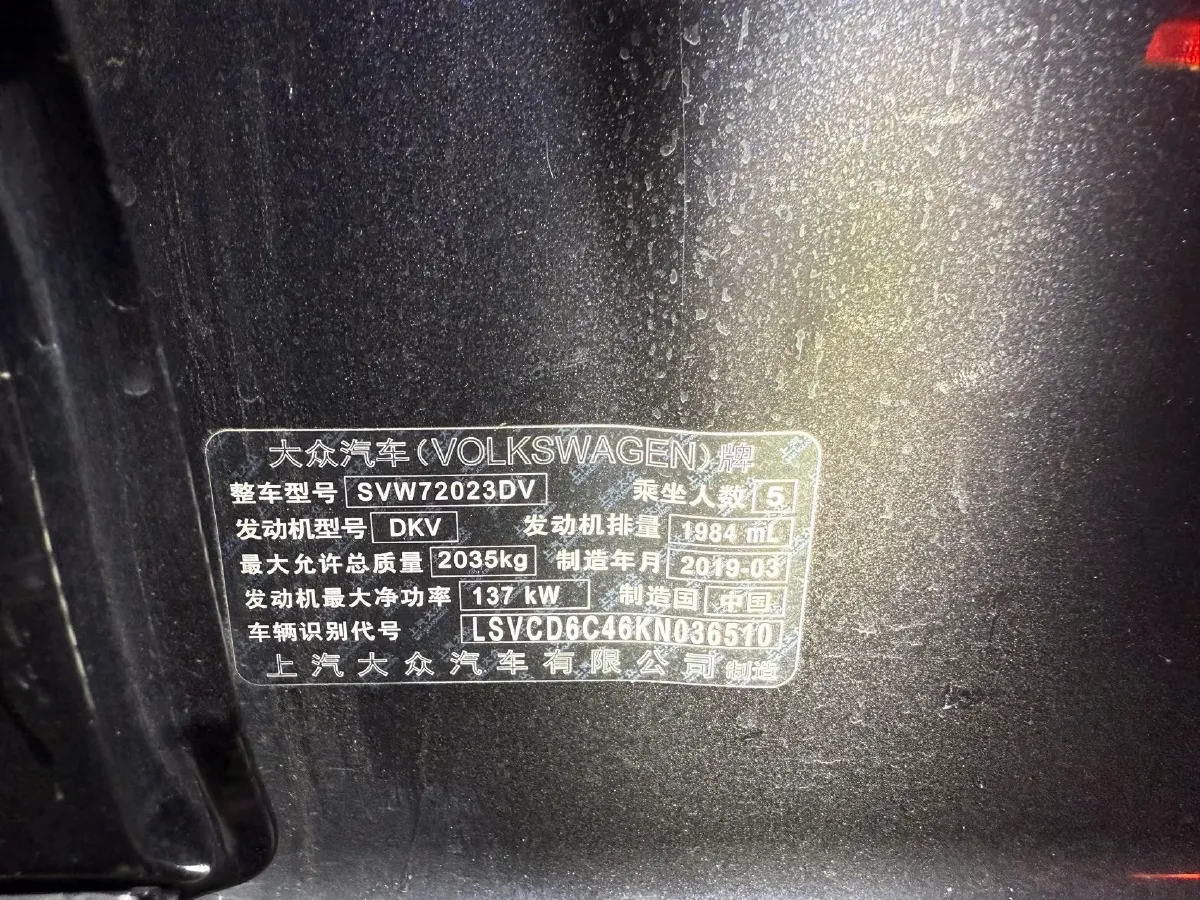 大众汽车(VOLKSWAGEN)牌
整车型号 SVW72023DV 乘坐人数 5
发动机型号 DKV 发动机排量 1984 mL
最大允许总质量 2035kg 制造年月 2019-03
发动机最大净功率 137 kW 制造国 中国
车辆识别代号 LSVCD6C46KN036510
上汽大众汽车有限公司制造